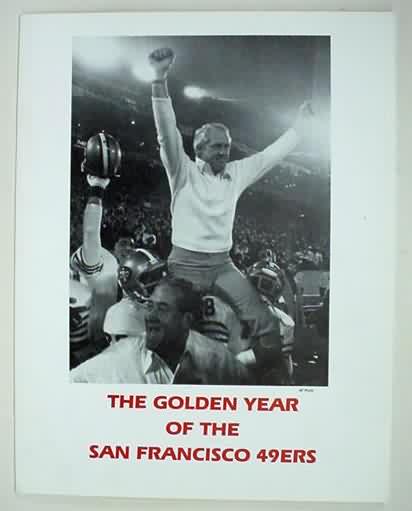 THE GOLDEN YEAR
OF THE
SAN FRANCISCO 49ERS